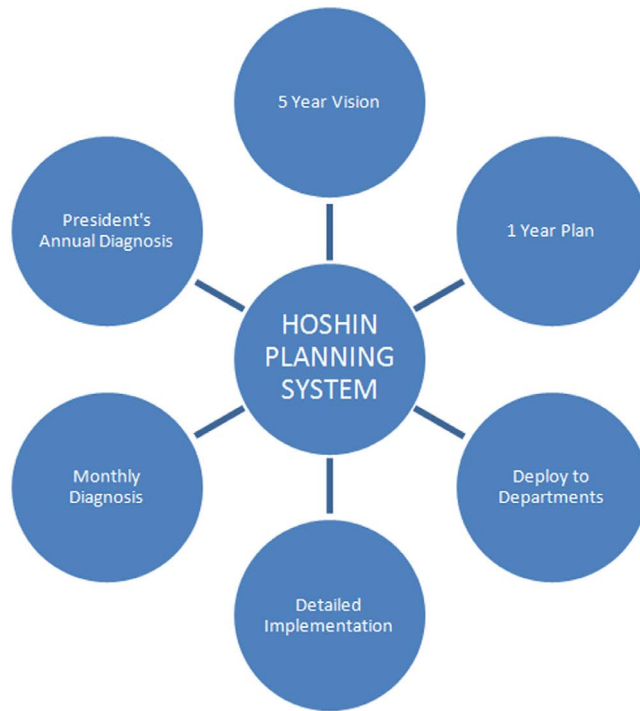 5 Year Vision
President's
Annual Diagnosis
1 Year Plan
HOSHIN
PLANNING
SYSTEM
Monthly
Diagnosis
Deploy to
Departments
Detailed
Implementation